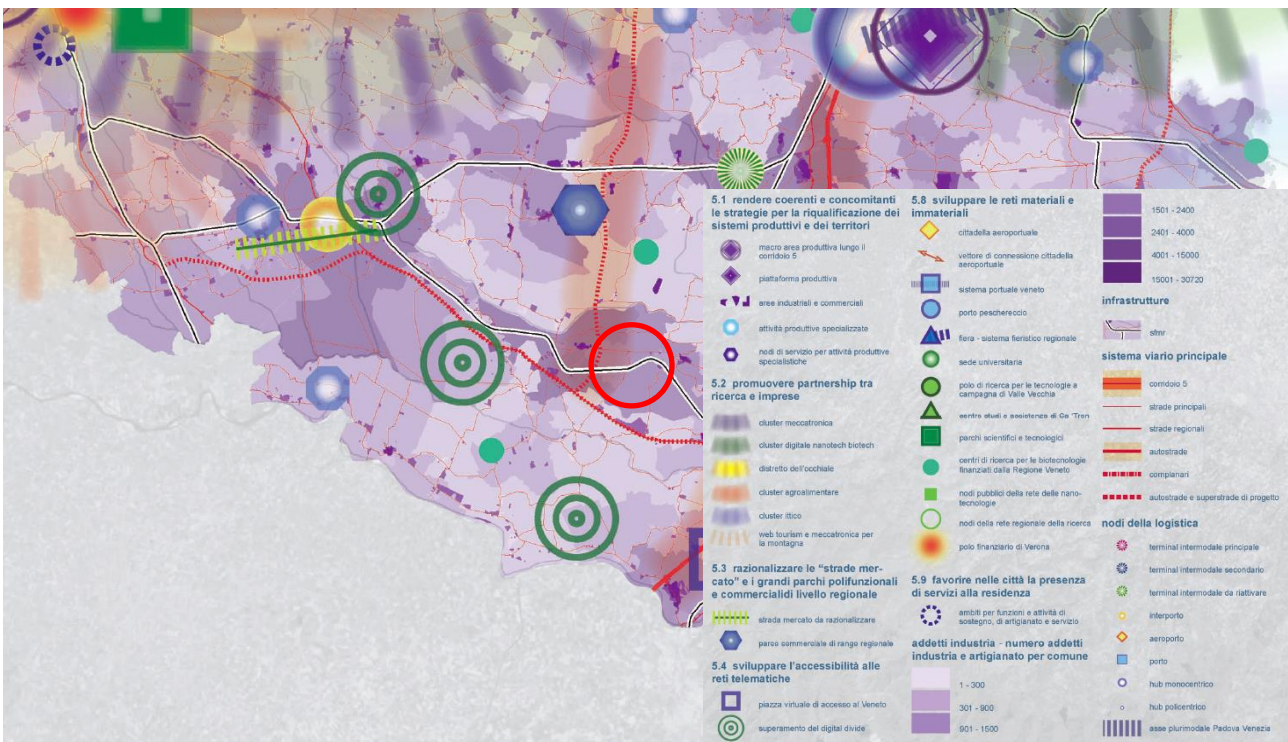 5.1 rendere coerenti e concomitanti
le strategie per la riqualificazione dei
sistemi produttivi e dei territori
macro area produttiva lungo il
corridoio 5
piattaforma produttiva
aree industriali e commerciali
attività produttive specializzate
nodi di servizio per attività produttive
specialistiche
5.2 promuovere partnership tra
ricerca e imprese
cluster meccatronica
cluster digitale nanotech biotech
distretto dell'occhiale
cluster agroalimentare
cluster ittico
web tourism e meccatronica per
la montagna
5.3 razionalizzare le "strade mer-
cato" e i grandi parchi polifunzionali
e commercialidi livello regionale
strada mercato da razionalizzare
parco commerciale di rango regionale
5.4 sviluppare l'accessibilità alle
reti telematiche
piazza virtuale di accesso al Veneto
superamento del digital divide
5.8 sviluppare le reti materiali e
immateriali
cittadella aeroportuale
vettore di connessione cittadella
aeroportuale
sistema portuale veneto
porto peschereccio
fiera - sistema fieristico regionale
sede universitaria
polo di ricerca per le tecnologie a
campagna di Valle Vecchia
centro studi e assistenza di Ca 'Tron
parchi scientifici e tecnologici
centri di ricerca per le biotecnologie
finanziati dalla Regione Veneto
nodi pubblici della rete delle nano-
tecnologie
nodi della rete regionale della ricerca
polo finanziario di Verona
5.9 favorire nelle città la presenza
di servizi alla residenza
ambiti per funzioni e attività di
sostegno, di artigianato e servizio
addetti industria - numero addetti
industria e artigianato per comune
1 - 300
301 - 900
901 - 1500
1501 - 2400
2401 - 4000
4001 - 15000
15001 - 30720
infrastrutture
sfmr
sistema viario principale
corridoio 5
strade principali
strade regionali
autostrade
complanari
autostrade e superstrade di progetto
nodi della logistica
terminal intermodale principale
terminal intermodale secondario
terminal intermodale da riattivare
interporto
aeroporto
porto
hub monocentrico
hub policentrico
asse plurimodale Padova Venezia